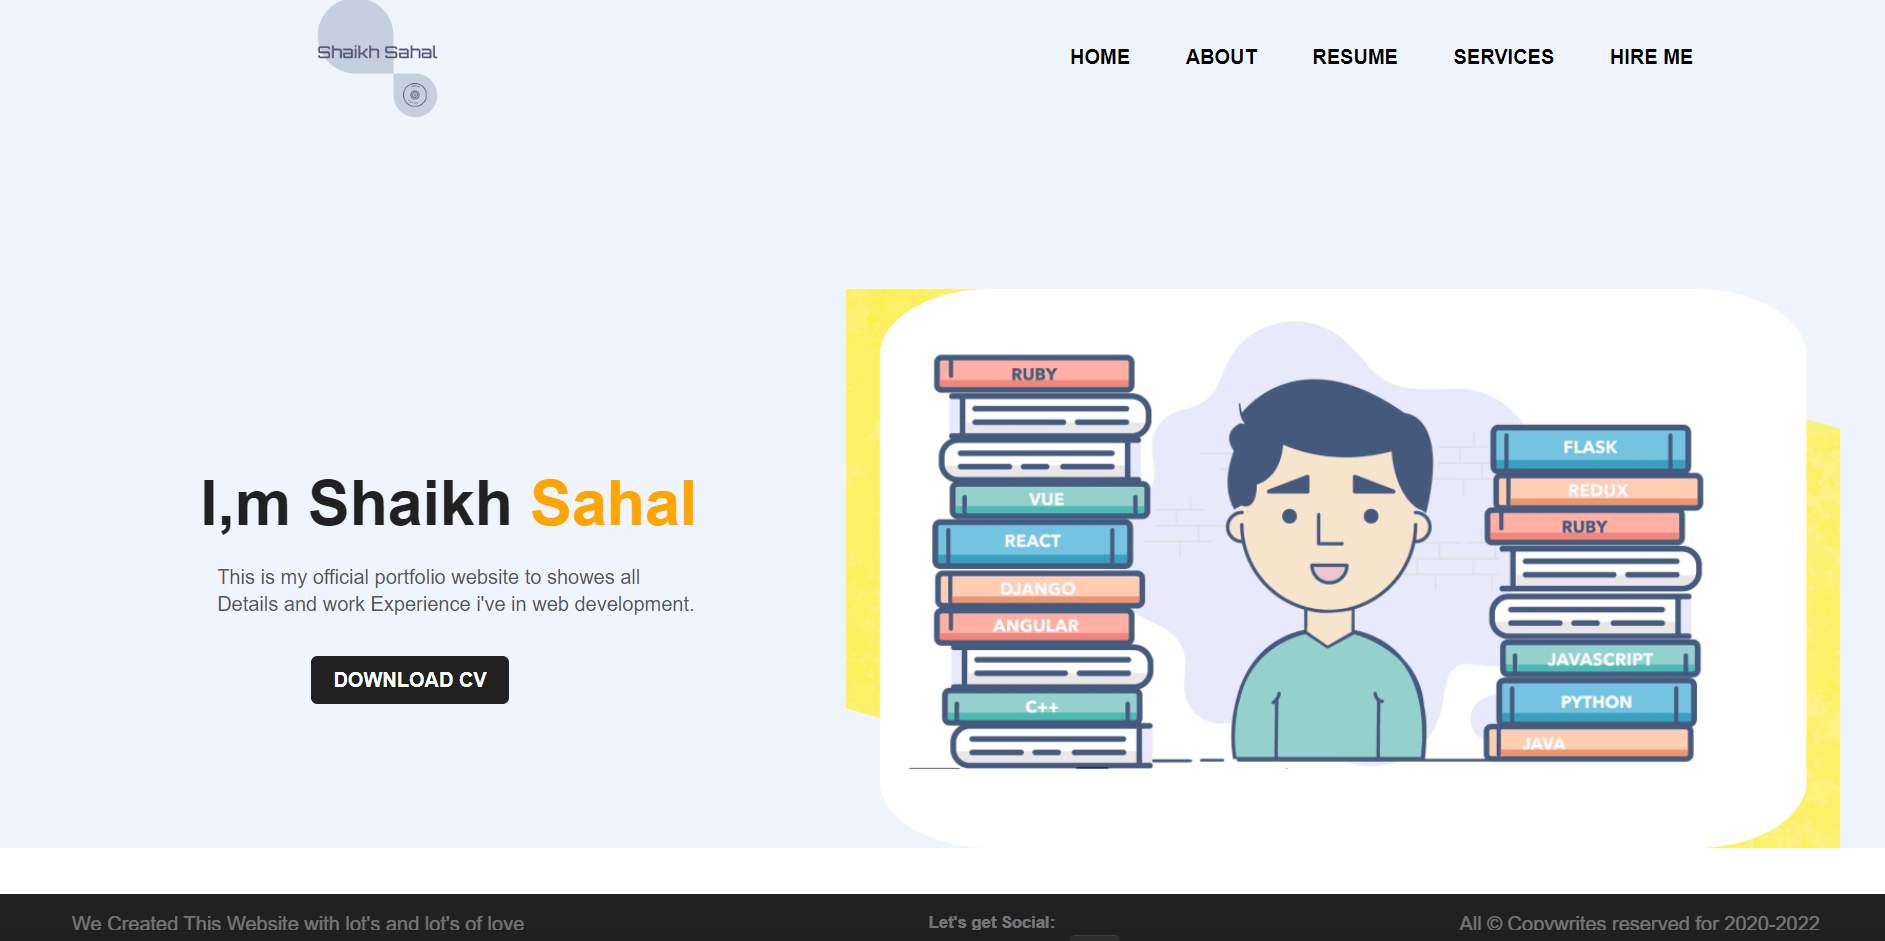 Shaikh Sahal
HOME ABOUT RESUME SERVICES HIRE ME
I,m Shaikh Sahal
This is my official portfolio website to showes all
Details and work Experience i've in web development.
DOWNLOAD CV
RUBY
VUE
REACT
DJANGO
ANGULAR
C++
FLASK
REDUX
RUBY
JAVASCRIPT
PYTHON
JAVA
We Created This Website with lot's and lot's of love
Let's get Social:
All © Copywrites reserved for 2020-2022